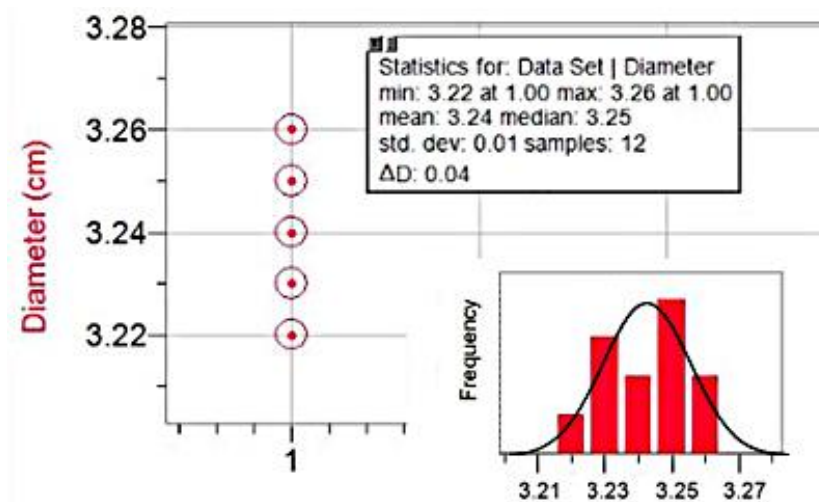 3.28
3.26
3.24
3.22
Diameter (cm)
1
Statistics for: Data Set | Diameter
min: 3.22 at 1.00 max: 3.26 at 1.00
mean: 3.24 median: 3.25
std. dev: 0.01 samples: 12
ΔD: 0.04
Frequency
3.21 3.23 3.25 3.27